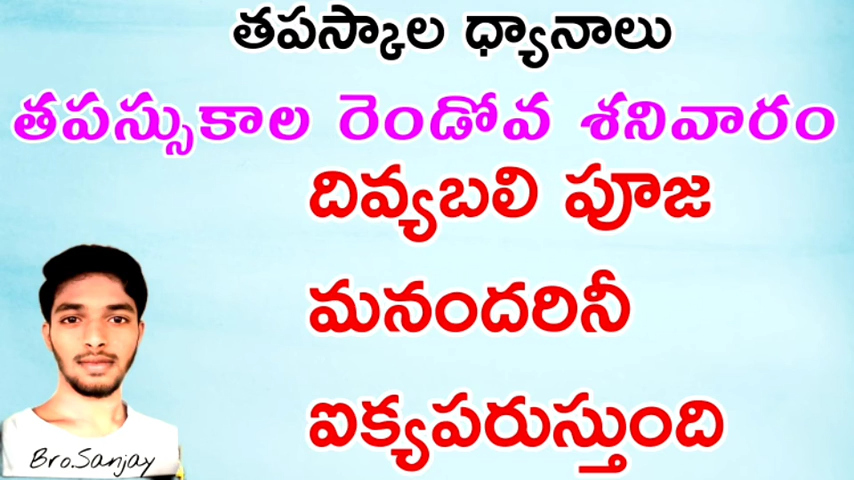 తపస్కాల ధ్యానాలు
తపస్సుకాల రెండోవ శనివారం
దివ్యబలి పూజ
మనందరినీ
ఐక్యపరుస్తుంది
Bro.Sanjay